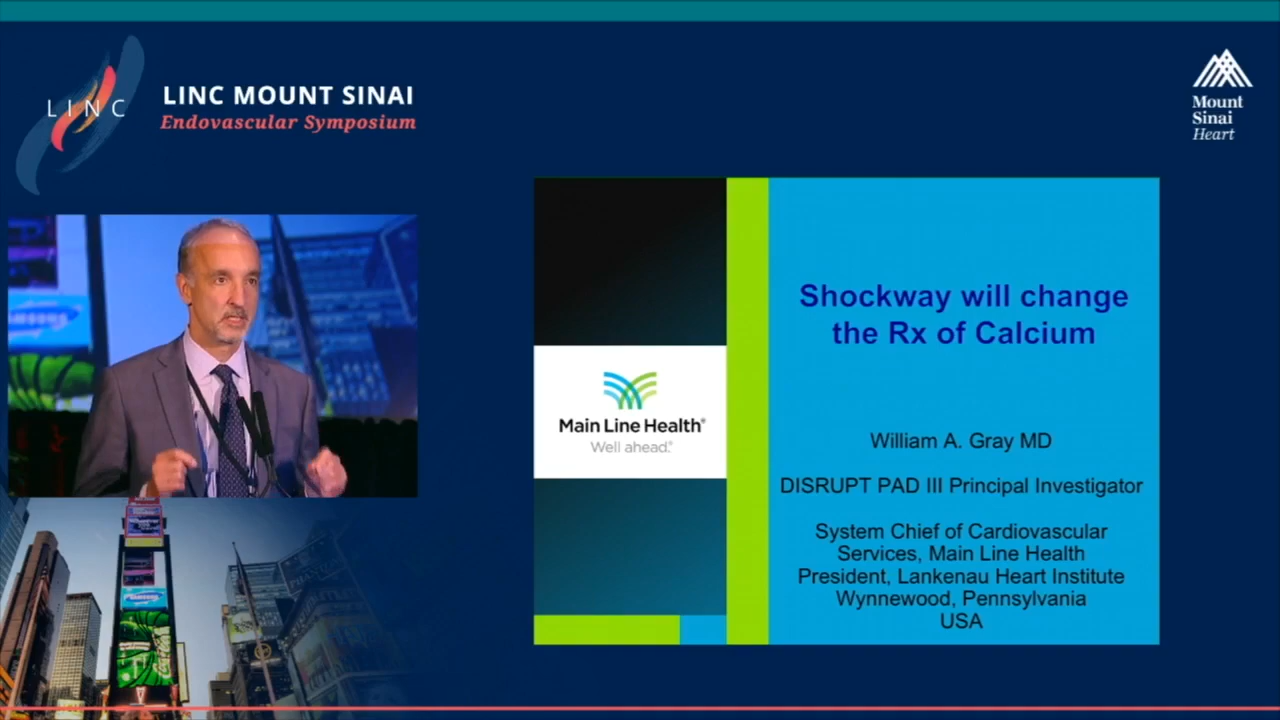 LINC
LINC MOUNT SINAI
Endovascular Symposium
Mount
Sinai
Heart
SAMSUNG
Shockway will change
the Rx of Calcium
Main Line Health®
Well ahead.®
William A. Gray MD
DISRUPT PAD III Principal Investigator
System Chief of Cardiovascular
Services, Main Line Health
President, Lankenau Heart Institute
Wynnewood, Pennsylvania
USA